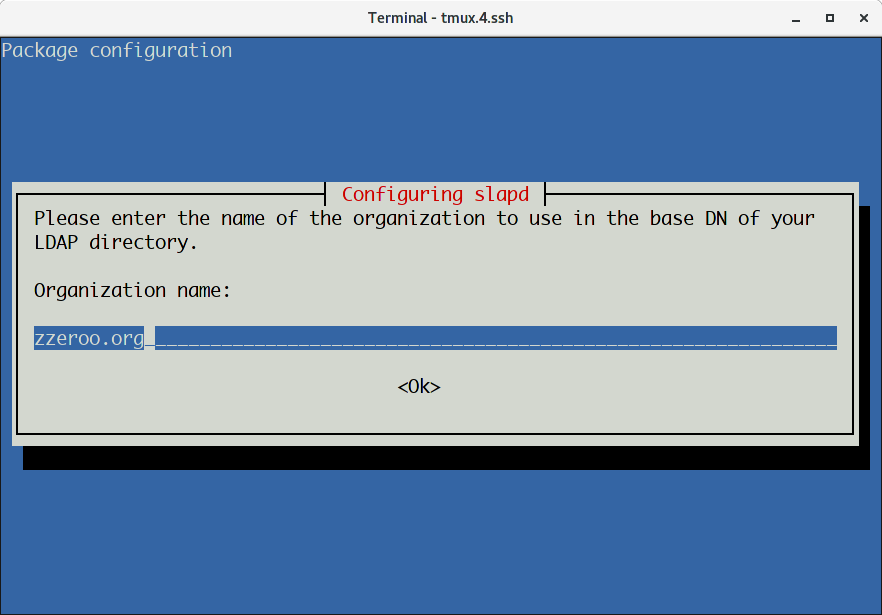 Terminal - tmux.4.ssh
Package configuration
Configuring slapd
Please enter the name of the organization to use in the base DN of your
LDAP directory.
Organization name:
zzeroo.org_______________________________________________________________
<Ok>